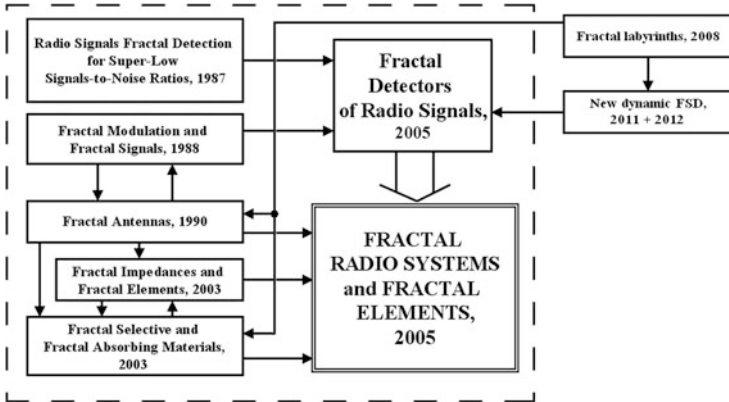 Radio Signals Fractal Detection
for Super-Low
Signals-to-Noise Ratios, 1987
Fractal Modulation and
Fractal Signals, 1988
Fractal Antennas, 1990
Fractal Impedances and
Fractal Elements, 2003
Fractal Selective and
Fractal Absorbing Materials,
2003
Fractal
Detectors
of Radio Signals,
2005
FRACTAL
RADIO SYSTEMS
and FRACTAL
ELEMENTS,
2005
Fractal labyrinths, 2008
New dynamic FSD,
2011 + 2012